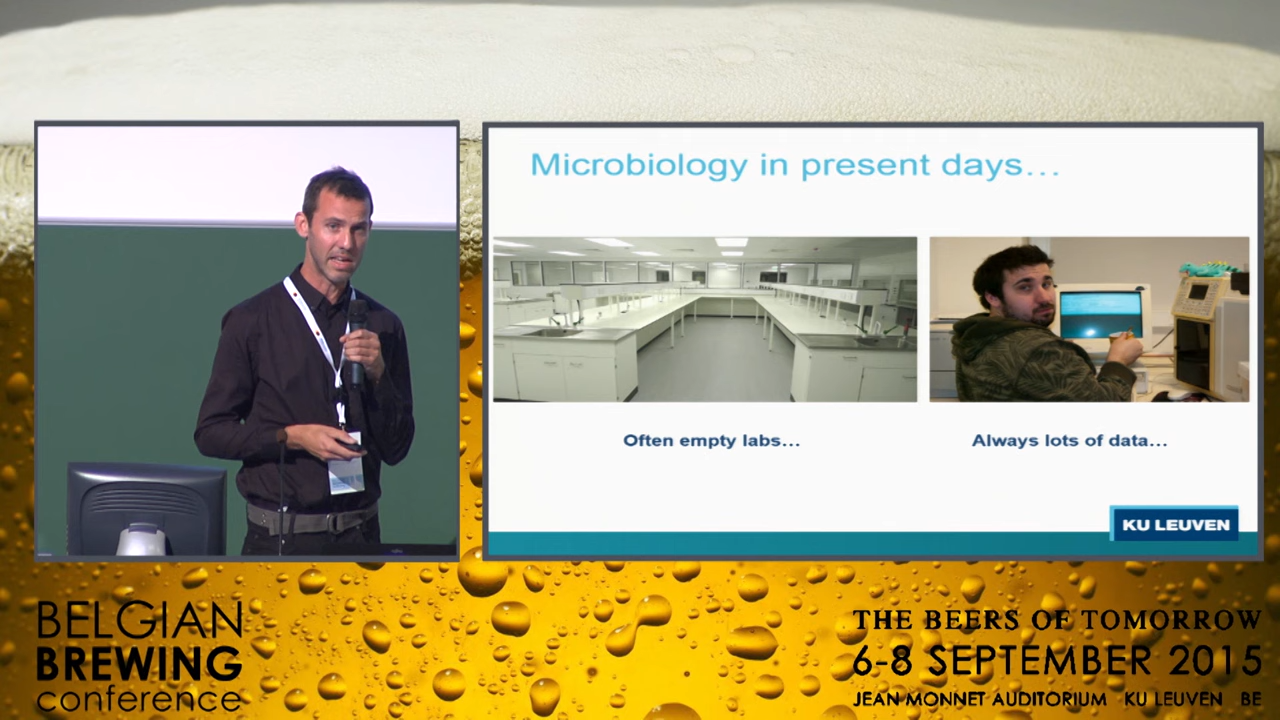 Microbiology in present days...
Often empty labs...
Always lots of data...
KU LEUVEN
BELGIAN
BREWING
conference
THE BEERS OF TOMORROW
6-8 SEPTEMBER 2015
JEAN MONNET AUDITORIUM KU LEUVEN BE